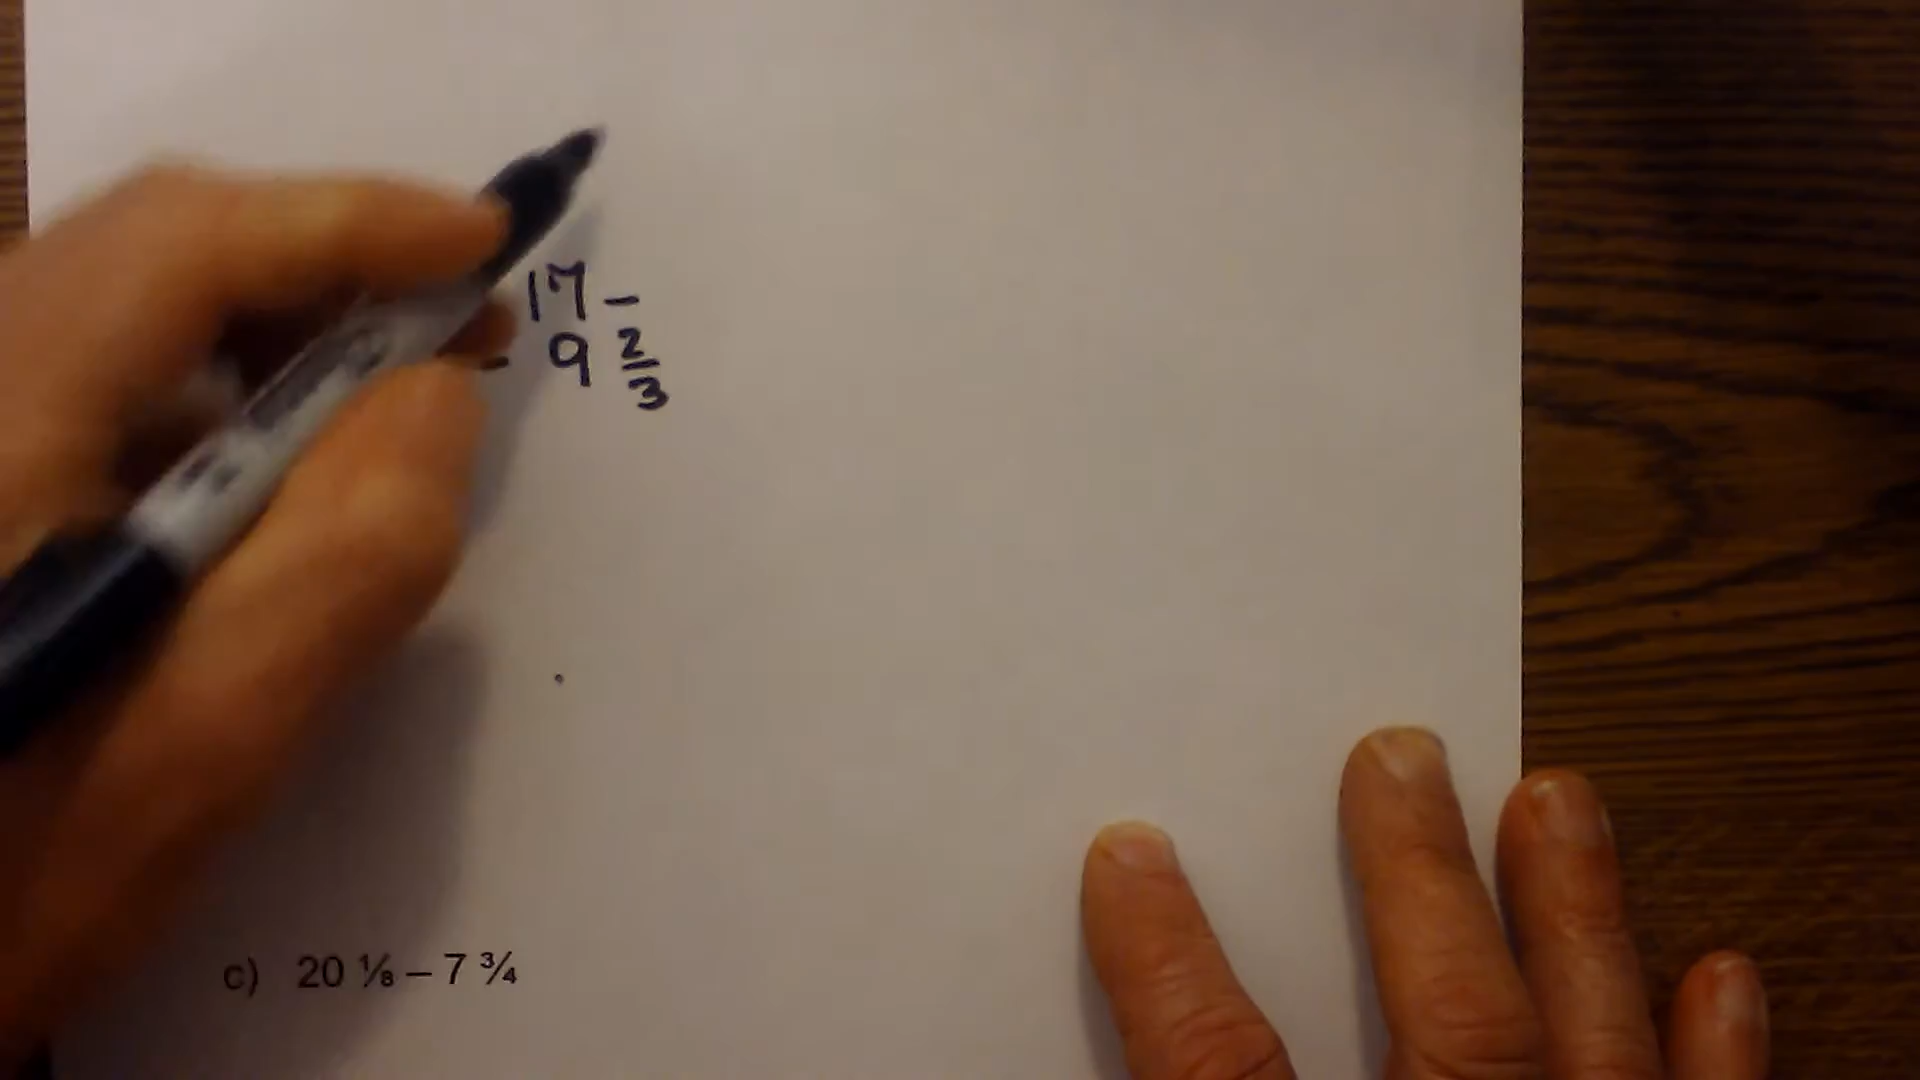 17 -
- 9 2/3
c) 20 ⅛ – 7 ¾